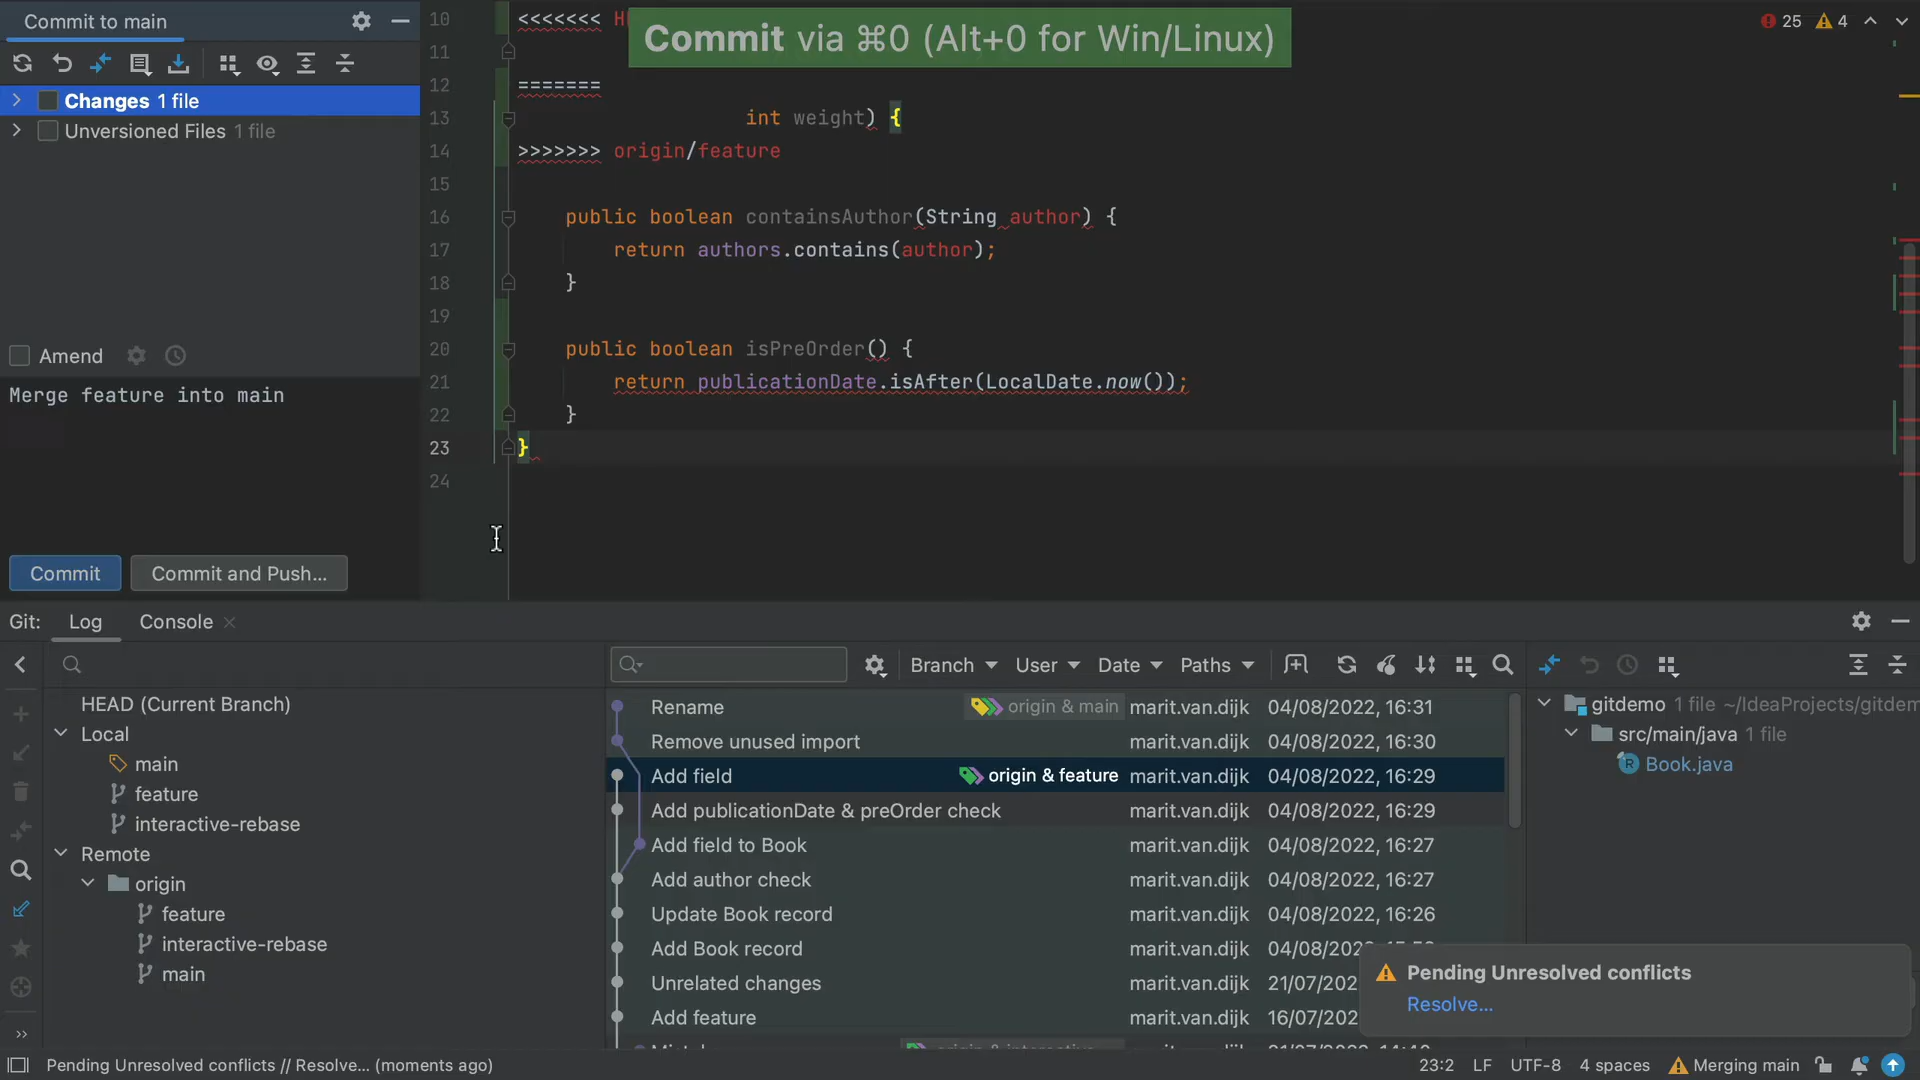 Commit to main
Changes 1 file
Unversioned Files 1 file
Amend
Merge feature into main
Commit
Commit and Push...
Commit via ⌘0 (Alt+0 for Win/Linux)
25 4
10 <<<<<<< H
11
12 =======
13 int weight) {
14 >>>>>>> origin/feature
15
16 public boolean containsAuthor(String author) {
17 return authors.contains(author);
18 }
19
20 public boolean isPreOrder() {
21 return publicationDate.isAfter(LocalDate.now());
22 }
23 }
24
Git: Log Console
HEAD (Current Branch)
Local
main
feature
interactive-rebase
Remote
origin
feature
interactive-rebase
main
Branch User Date Paths
Rename origin & main marit.van.dijk 04/08/2022, 16:31
Remove unused import marit.van.dijk 04/08/2022, 16:30
Add field origin & feature marit.van.dijk 04/08/2022, 16:29
Add publicationDate & preOrder check marit.van.dijk 04/08/2022, 16:29
Add field to Book marit.van.dijk 04/08/2022, 16:27
Add author check marit.van.dijk 04/08/2022, 16:27
Update Book record marit.van.dijk 04/08/2022, 16:26
Add Book record marit.van.dijk 04/08/202
Unrelated changes marit.van.dijk 21/07/202
Add feature marit.van.dijk 16/07/202
gitdemo 1 file ~/IdeaProjects/gitdem
src/main/java 1 file
Book.java
Pending Unresolved conflicts
Resolve...
Pending Unresolved conflicts // Resolve... (moments ago)
23:2 LF UTF-8 4 spaces Merging main